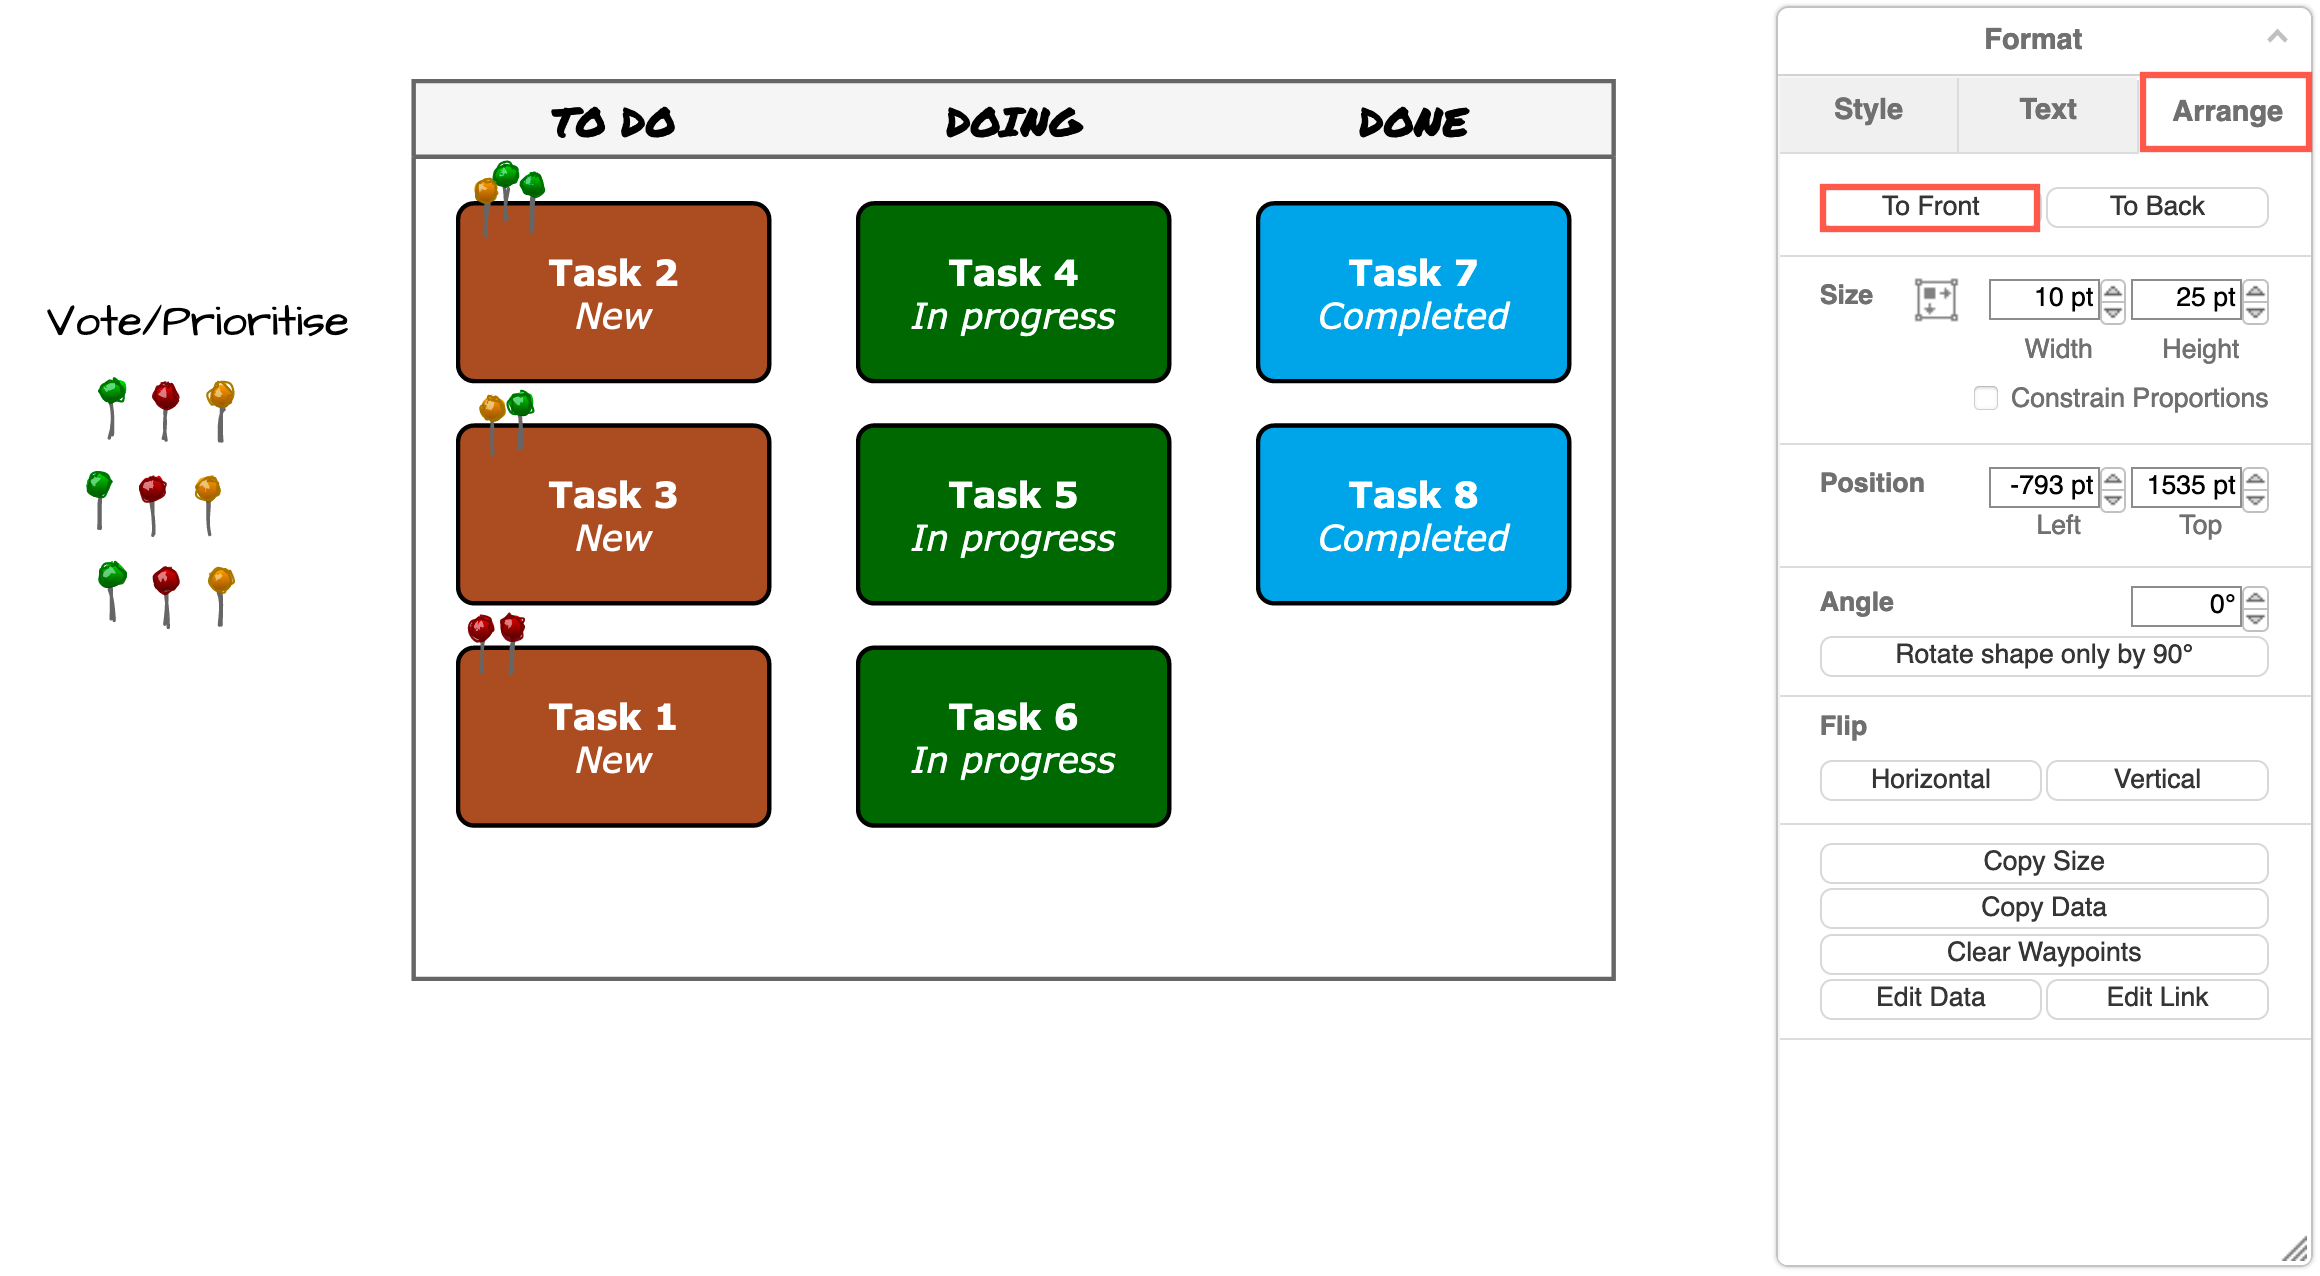 Vote/Prioritise
TO DO DOING DONE
Task 2
New
Task 4
In progress
Task 7
Completed
Task 3
New
Task 5
In progress
Task 8
Completed
Task 1
New
Task 6
In progress
Format
Style Text Arrange
To Front To Back
Size 10 pt 25 pt
Width Height
Constrain Proportions
Position -793 pt 1535 pt
Left Top
Angle 0°
Rotate shape only by 90°
Flip
Horizontal Vertical
Copy Size
Copy Data
Clear Waypoints
Edit Data Edit Link